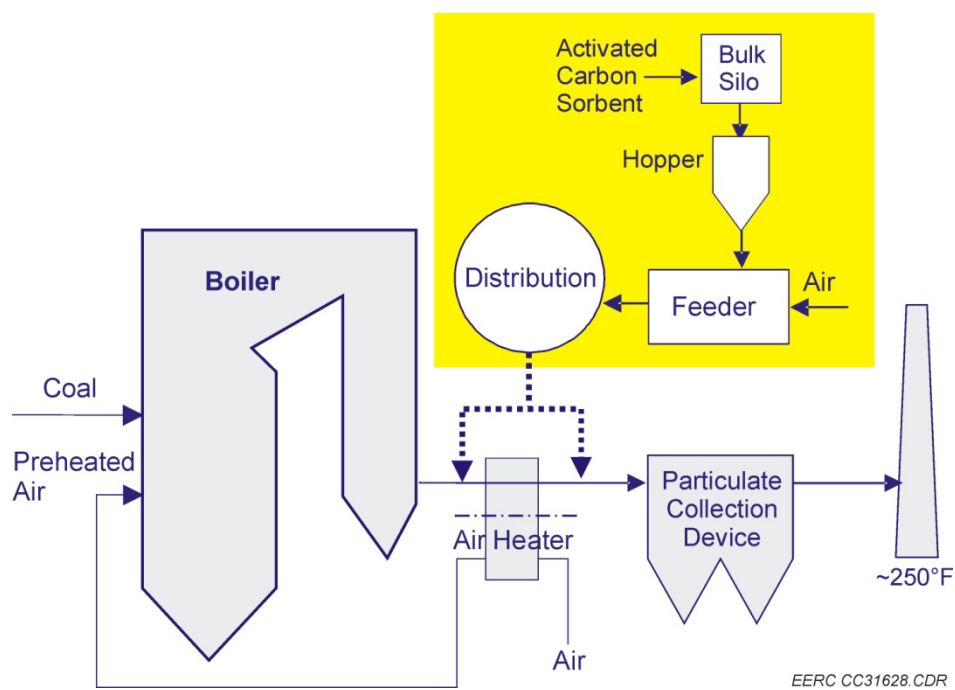 Activated
Carbon
Sorbent
Bulk
Silo
Hopper
Distribution
Feeder
Air
Boiler
Coal
Preheated
Air
Air Heater
Air
Particulate
Collection
Device
~250°F
EERC CC31628.CDR